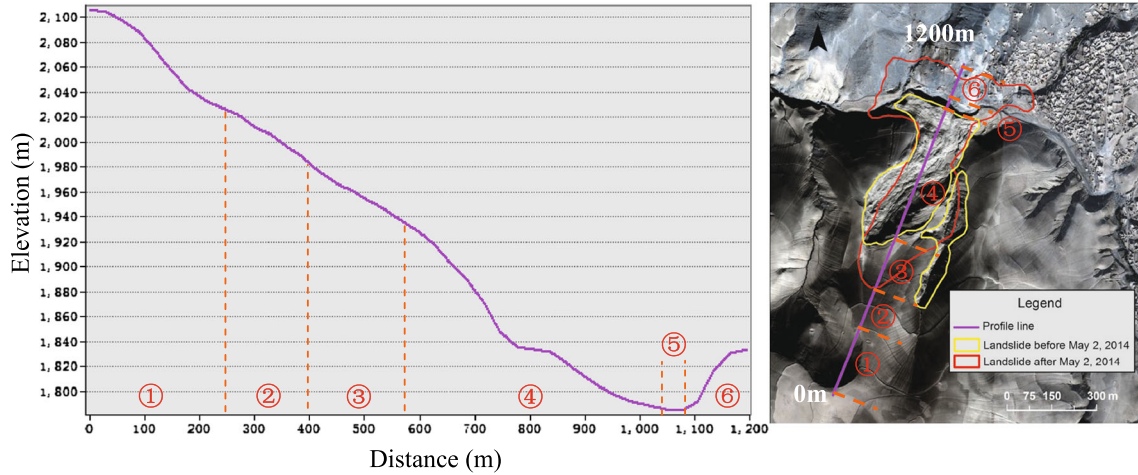 Elevation (m)
2,100
2,080
2,060
2,040
2,020
2,000
1,980
1,960
1,940
1,920
1,900
1,880
1,860
1,840
1,820
1,800
① ② ③ ④ ⑤ ⑥
0 100 200 300 400 500 600 700 800 900 1,000 1,100 1,200
Distance (m)
1200m
⑥
⑤
④
③
②
①
0m
Legend
Profile line
Landslide before May 2, 2014
Landslide after May 2, 2014
0 75 150 300 m